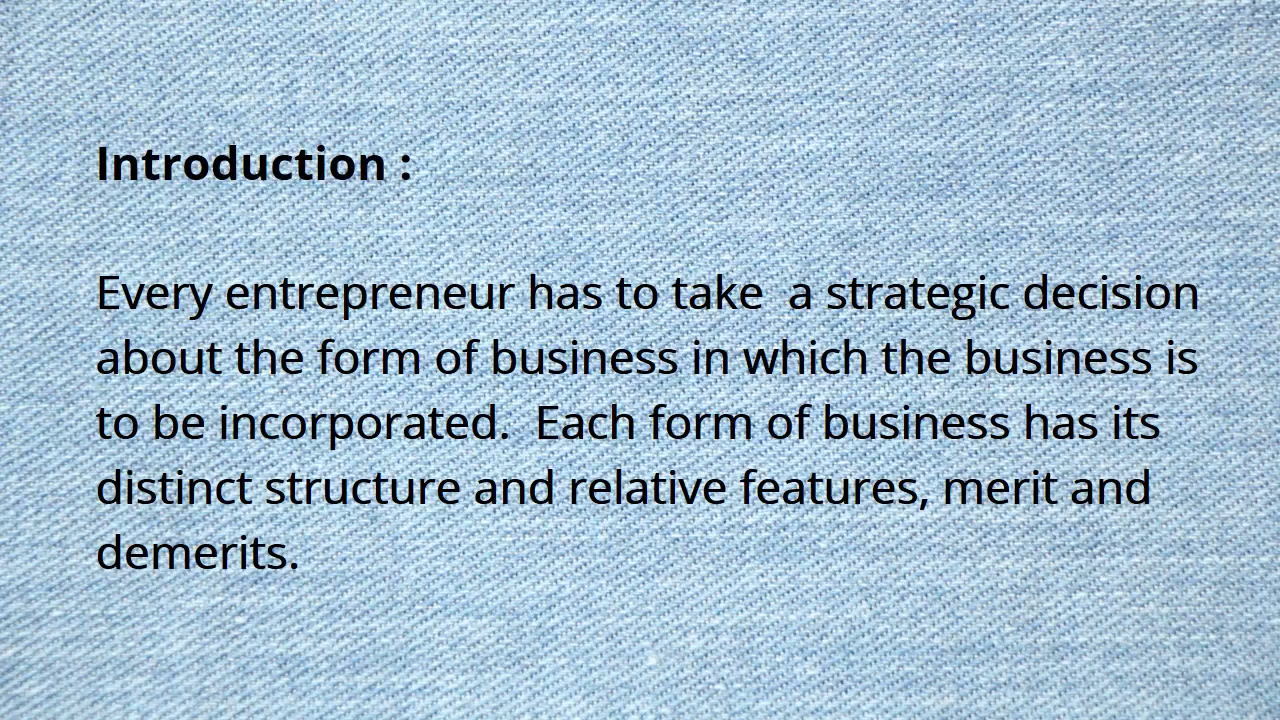 Introduction :
Every entrepreneur has to take  a strategic decision
about the form of business in which the business is
to be incorporated.  Each form of business has its
distinct structure and relative features, merit and
demerits.